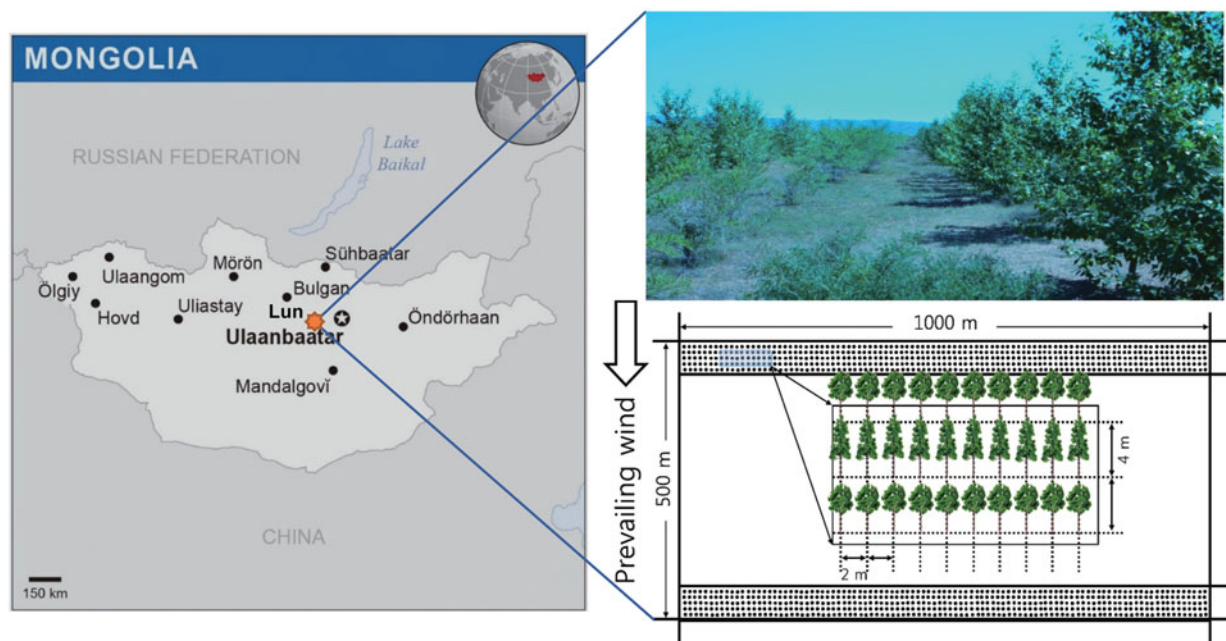 MONGOLIA
RUSSIAN FEDERATION
Lake
Baikal
Ulaangom
Ölgiy
Hovd
Mörön
Uliastay
Sühbaatar
Bulgan
Lun
Ulaanbaatar
Öndörhaan
Mandalgovĭ
CHINA
150 km
Prevailing wind
1000 m
500 m
4 m
2 m